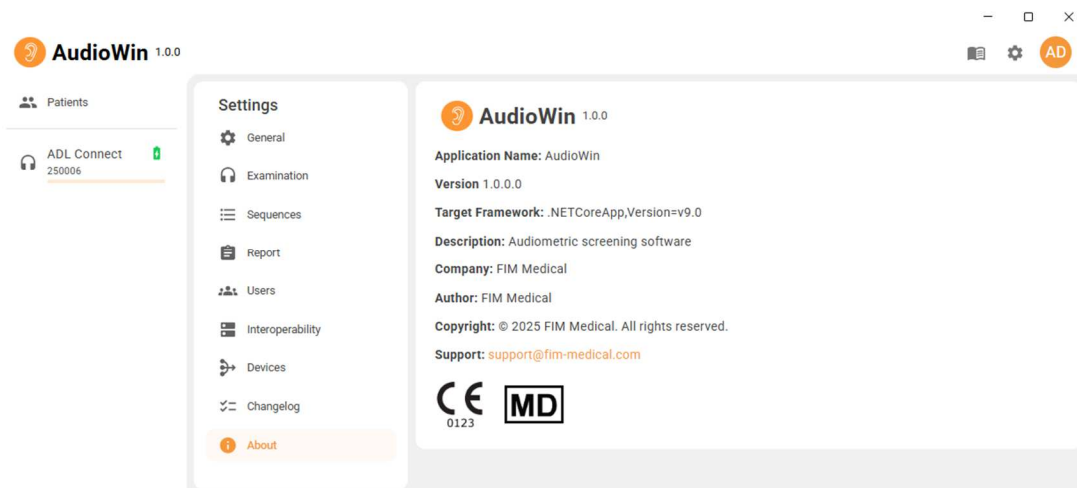 AudioWin 1.0.0
AD
Patients
ADL Connect
250006
Settings
General
Examination
Sequences
Report
Users
Interoperability
Devices
Changelog
About
AudioWin 1.0.0
Application Name: AudioWin
Version 1.0.0.0
Target Framework: .NETCoreApp,Version=v9.0
Description: Audiometric screening software
Company: FIM Medical
Author: FIM Medical
Copyright: © 2025 FIM Medical. All rights reserved.
Support: support@fim-medical.com
CE MD
0123